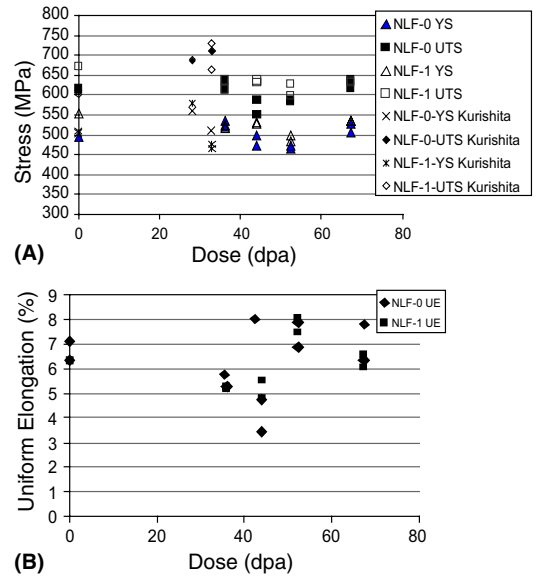 800
750
700
650
600
550
500
450
400
350
300
Stress (MPa)
0
20
40
60
80
Dose (dpa)
(A)
NLF-0 YS
NLF-0 UTS
NLF-1 YS
NLF-1 UTS
NLF-0-YS Kurishita
NLF-0-UTS Kurishita
NLF-1-YS Kurishita
NLF-1-UTS Kurishita
9
8
7
6
5
4
3
2
1
0
Uniform Elongation (%)
0
20
40
60
80
Dose (dpa)
(B)
NLF-0 UE
NLF-1 UE